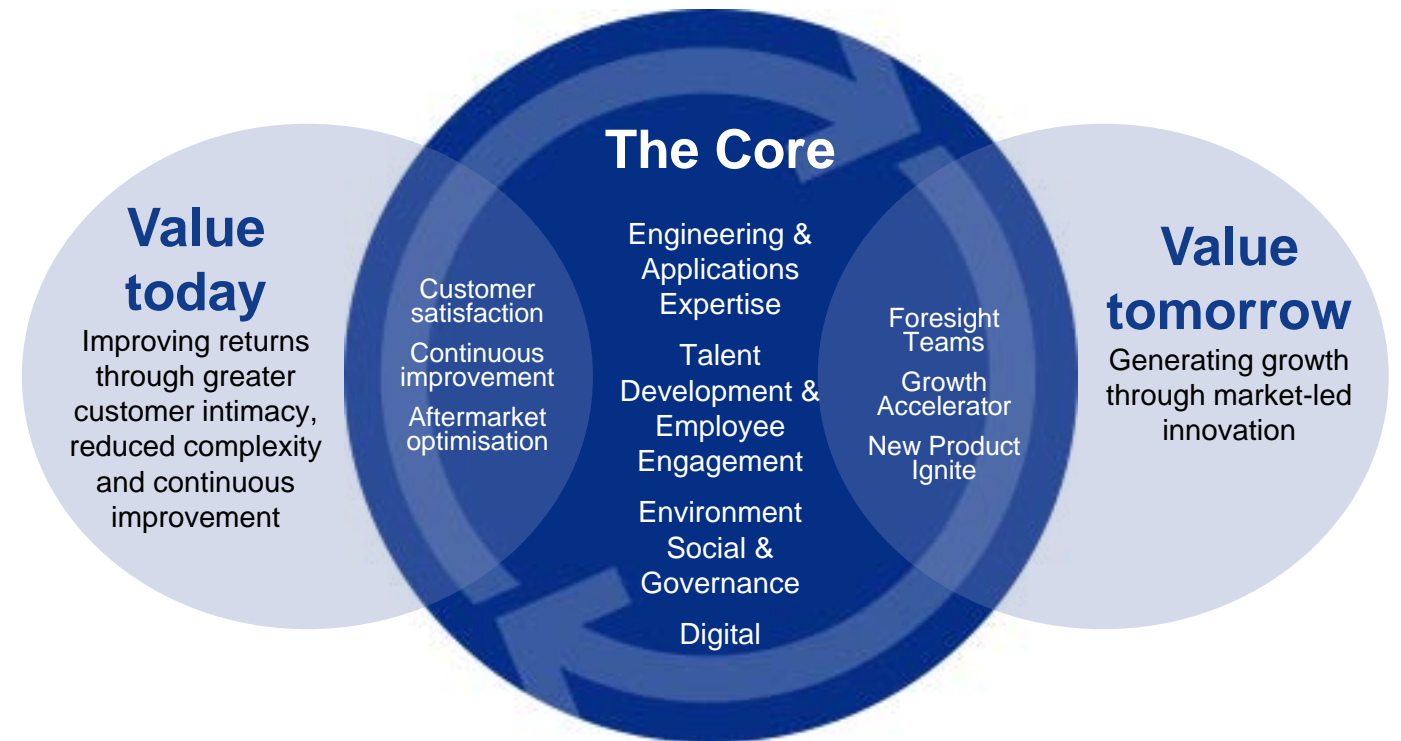 Value
today
Improving returns
through greater
customer intimacy,
reduced complexity
and continuous
improvement
Customer
satisfaction
Continuous
improvement
Aftermarket
optimisation
The Core
Engineering &
Applications
Expertise
Talent
Development &
Employee
Engagement
Environment
Social &
Governance
Digital
Foresight
Teams
Growth
Accelerator
New Product
Ignite
Value
tomorrow
Generating growth
through market-led
innovation